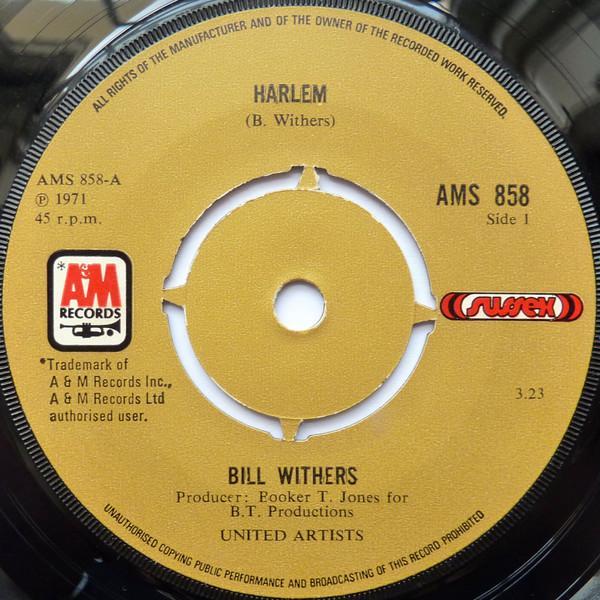 ALL RIGHTS OF THE MANUFACTURER AND OF THE OWNER OF THE RECORDED WORK RESERVED.
HARLEM
(B. Withers)
AMS 858-A
℗ 1971
45 r.p.m.
AMS 858
Side 1
*A&M
RECORDS
sussex
*Trademark of
A & M Records Inc.,
A & M Records Ltd
authorised user.
3.23
BILL WITHERS
Producer: Booker T. Jones for
B.T. Productions
UNITED ARTISTS
UNAUTHORISED COPYING PUBLIC PERFORMANCE AND BROADCASTING OF THIS RECORD PROHIBITED